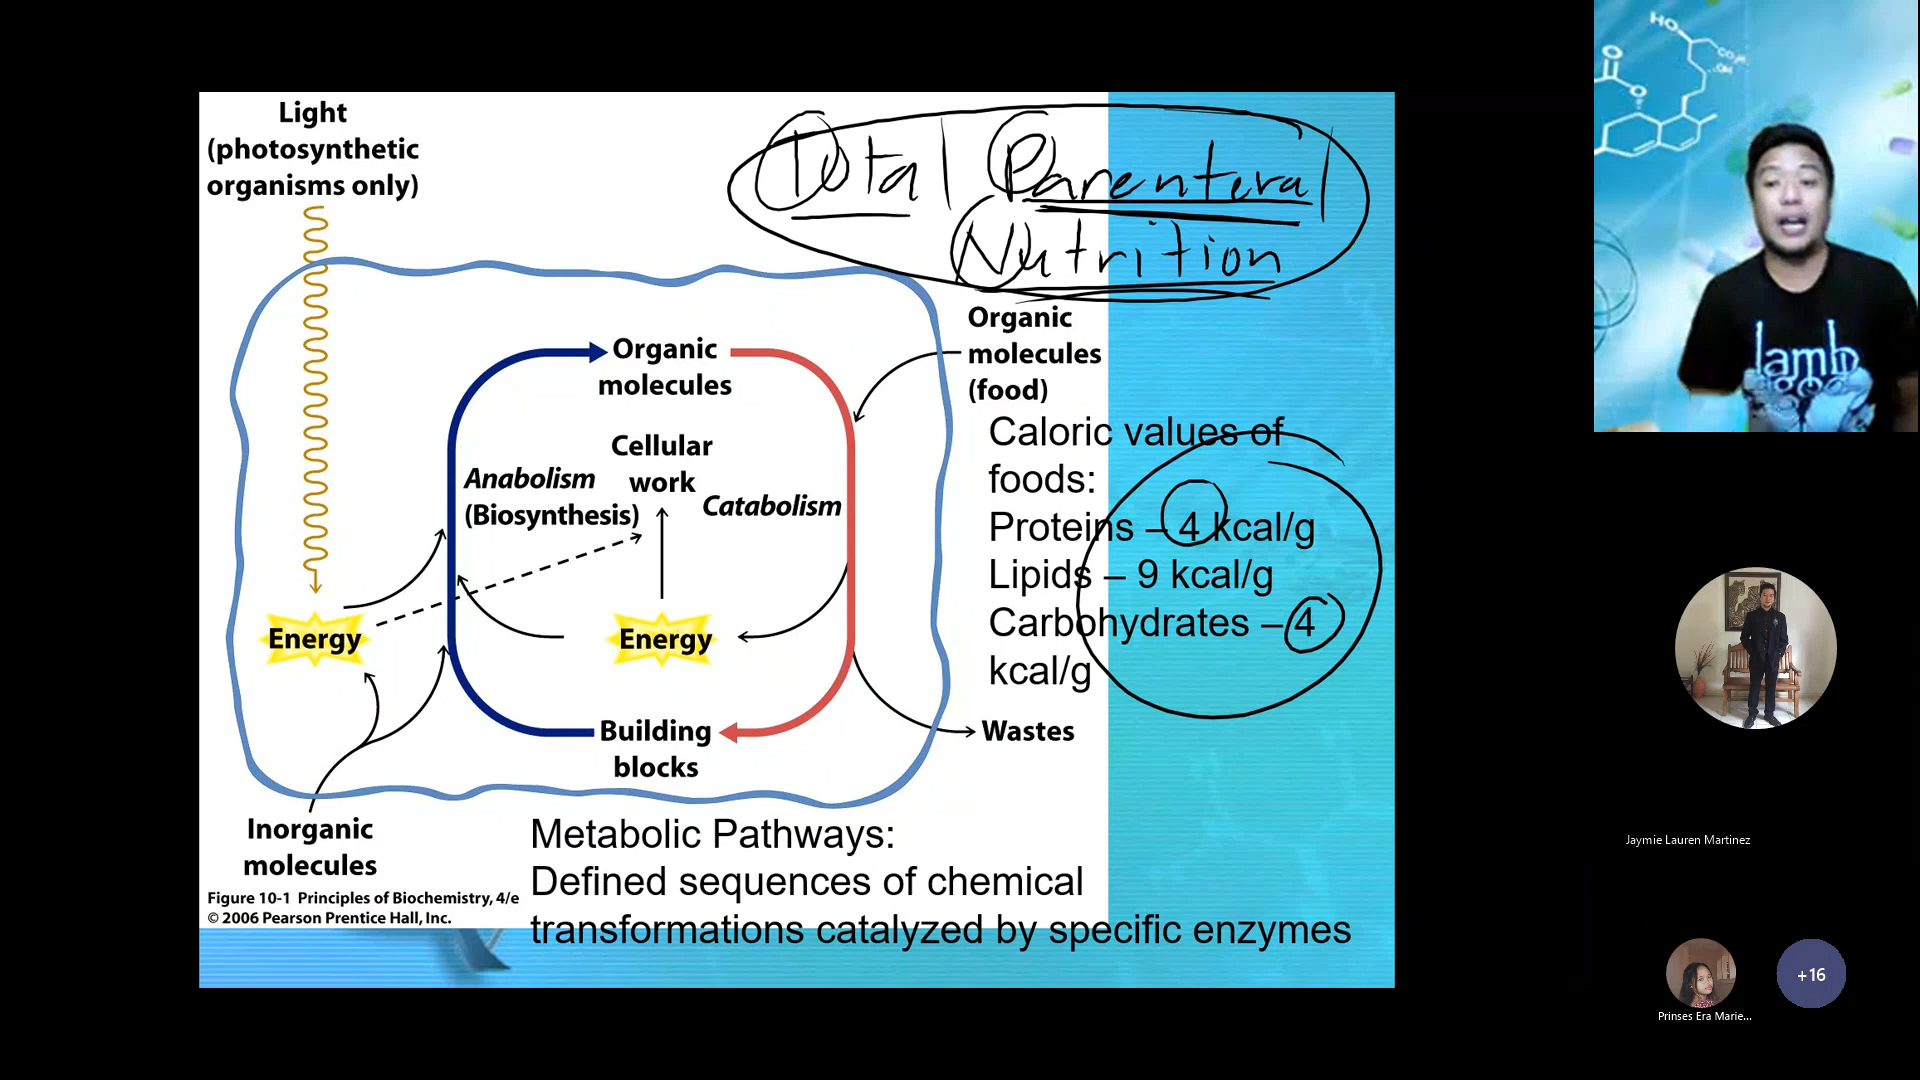 Light
(photosynthetic
organisms only)
Total Parenteral
Nutrition
Organic
molecules
(food)
Organic
molecules
Cellular
work
Anabolism
(Biosynthesis)
Catabolism
Caloric values of
foods:
Proteins – 4 kcal/g
Lipids – 9 kcal/g
Carbohydrates – 4
kcal/g
Energy
Energy
Building
blocks
Wastes
Inorganic
molecules
Figure 10-1 Principles of Biochemistry, 4/e
© 2006 Pearson Prentice Hall, Inc.
Metabolic Pathways:
Defined sequences of chemical
transformations catalyzed by specific enzymes
HO
O
O
OH
lamb
Jaymie Lauren Martinez
Prinses Era Marie...
+16